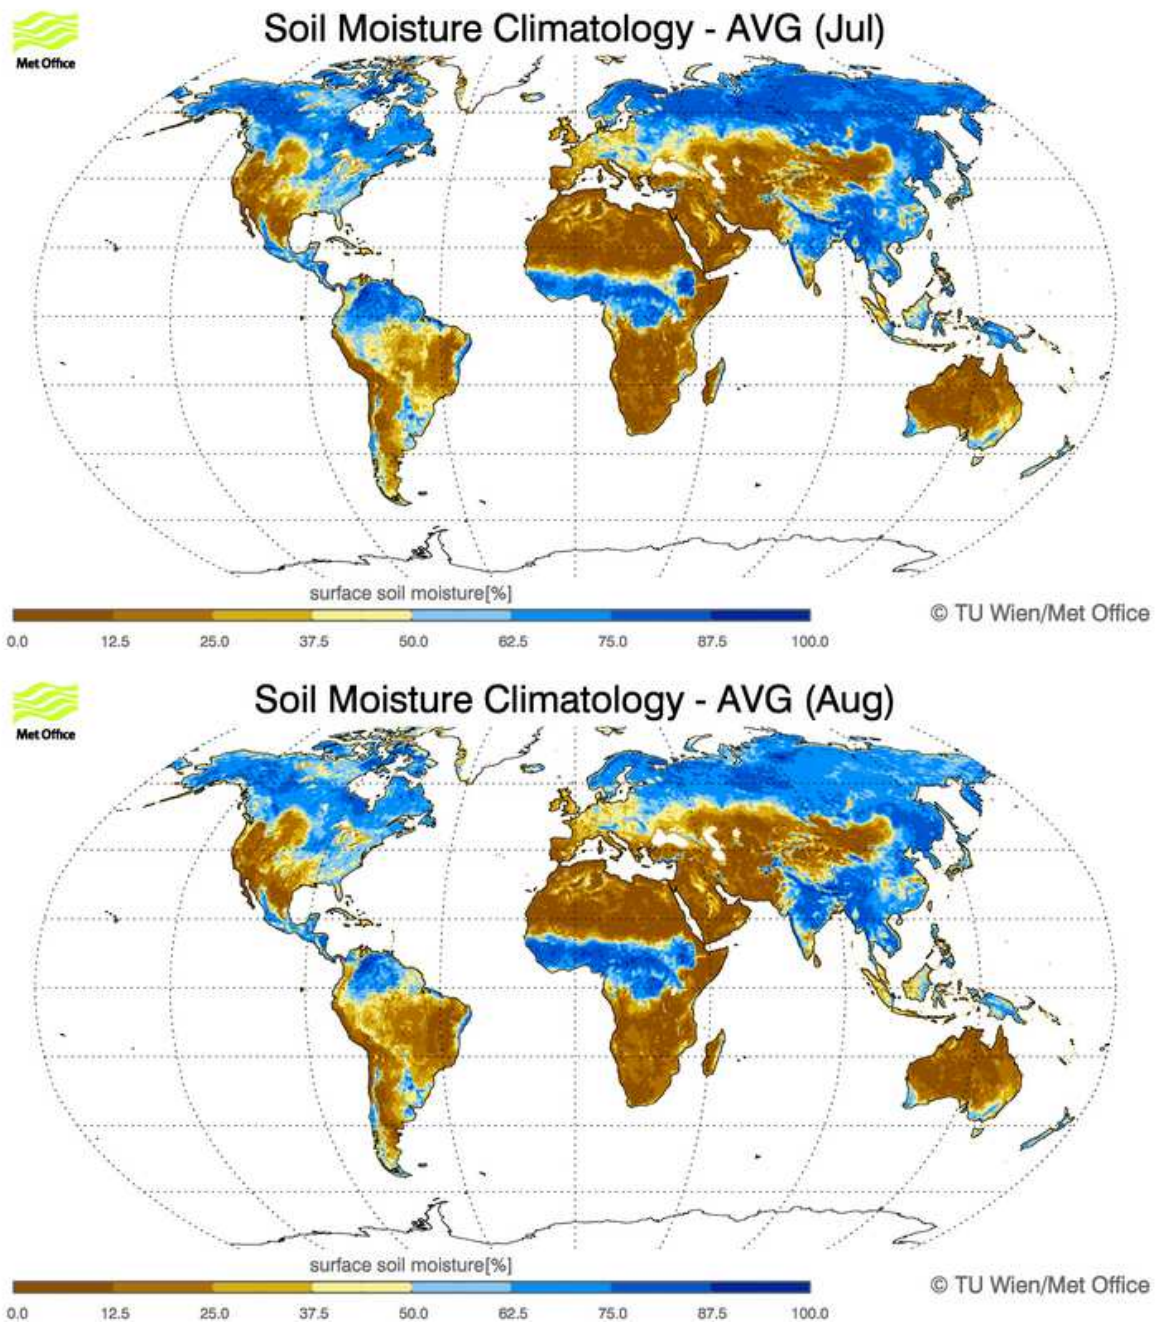 Soil Moisture Climatology - AVG (Jul)
Met Office
surface soil moisture[%]
© TU Wien/Met Office
0.0 12.5 25.0 37.5 50.0 62.5 75.0 87.5 100.0
Soil Moisture Climatology - AVG (Aug)
Met Office
surface soil moisture[%]
© TU Wien/Met Office
0.0 12.5 25.0 37.5 50.0 62.5 75.0 87.5 100.0